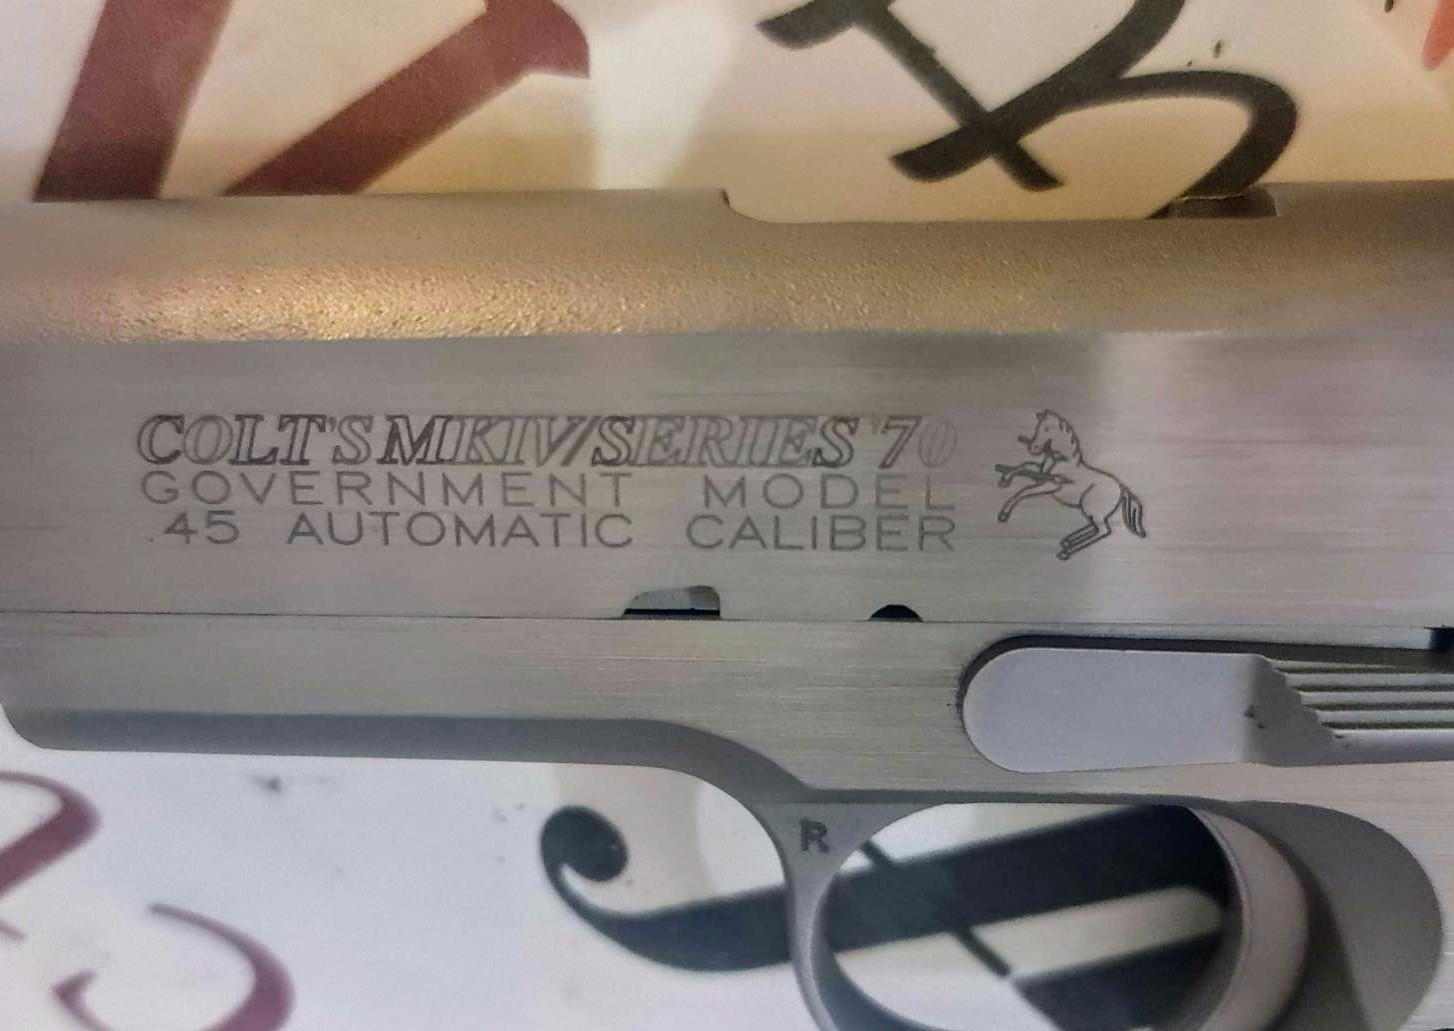 COLT'S MKIV/SERIES '70
GOVERNMENT MODEL
.45 AUTOMATIC CALIBER
R